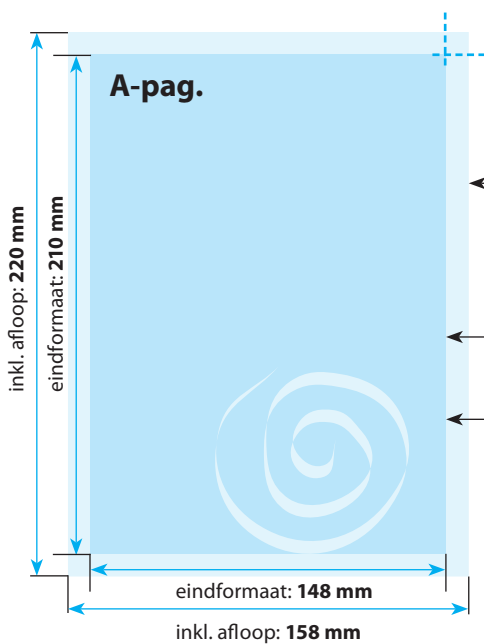 A-pag.
inkl. afloop: 220 mm
eindformaat: 210 mm
eindformaat: 148 mm
inkl. afloop: 158 mm